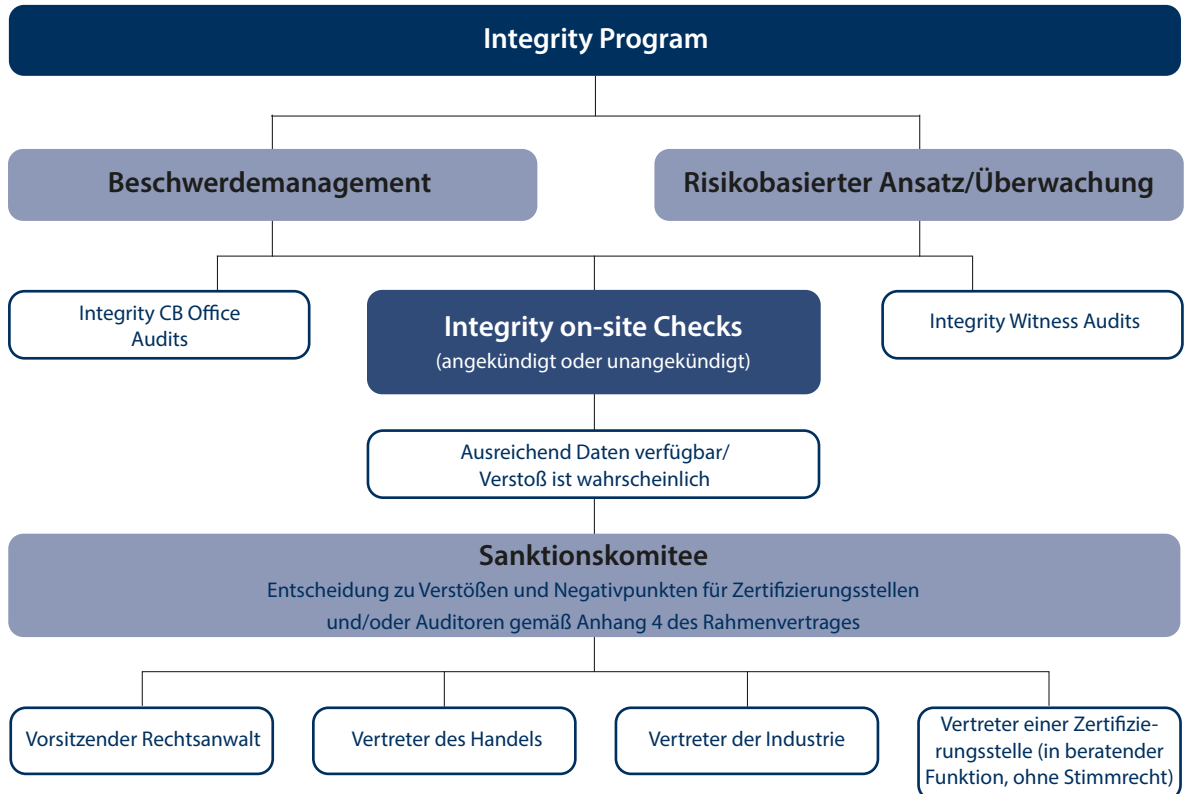 Integrity Program
Beschwerdemanagement
Risikobasierter Ansatz/Überwachung
Integrity CB Office
Audits
Integrity on-site Checks
(angekündigt oder unangekündigt)
Integrity Witness Audits
Ausreichend Daten verfügbar/
Verstoß ist wahrscheinlich
Sanktionskomitee
Entscheidung zu Verstößen und Negativpunkten für Zertifizierungsstellen
und/oder Auditoren gemäß Anhang 4 des Rahmenvertrages
Vorsitzender Rechtsanwalt
Vertreter des Handels
Vertreter der Industrie
Vertreter einer Zertifizie-
rungsstelle (in beratender
Funktion, ohne Stimmrecht)